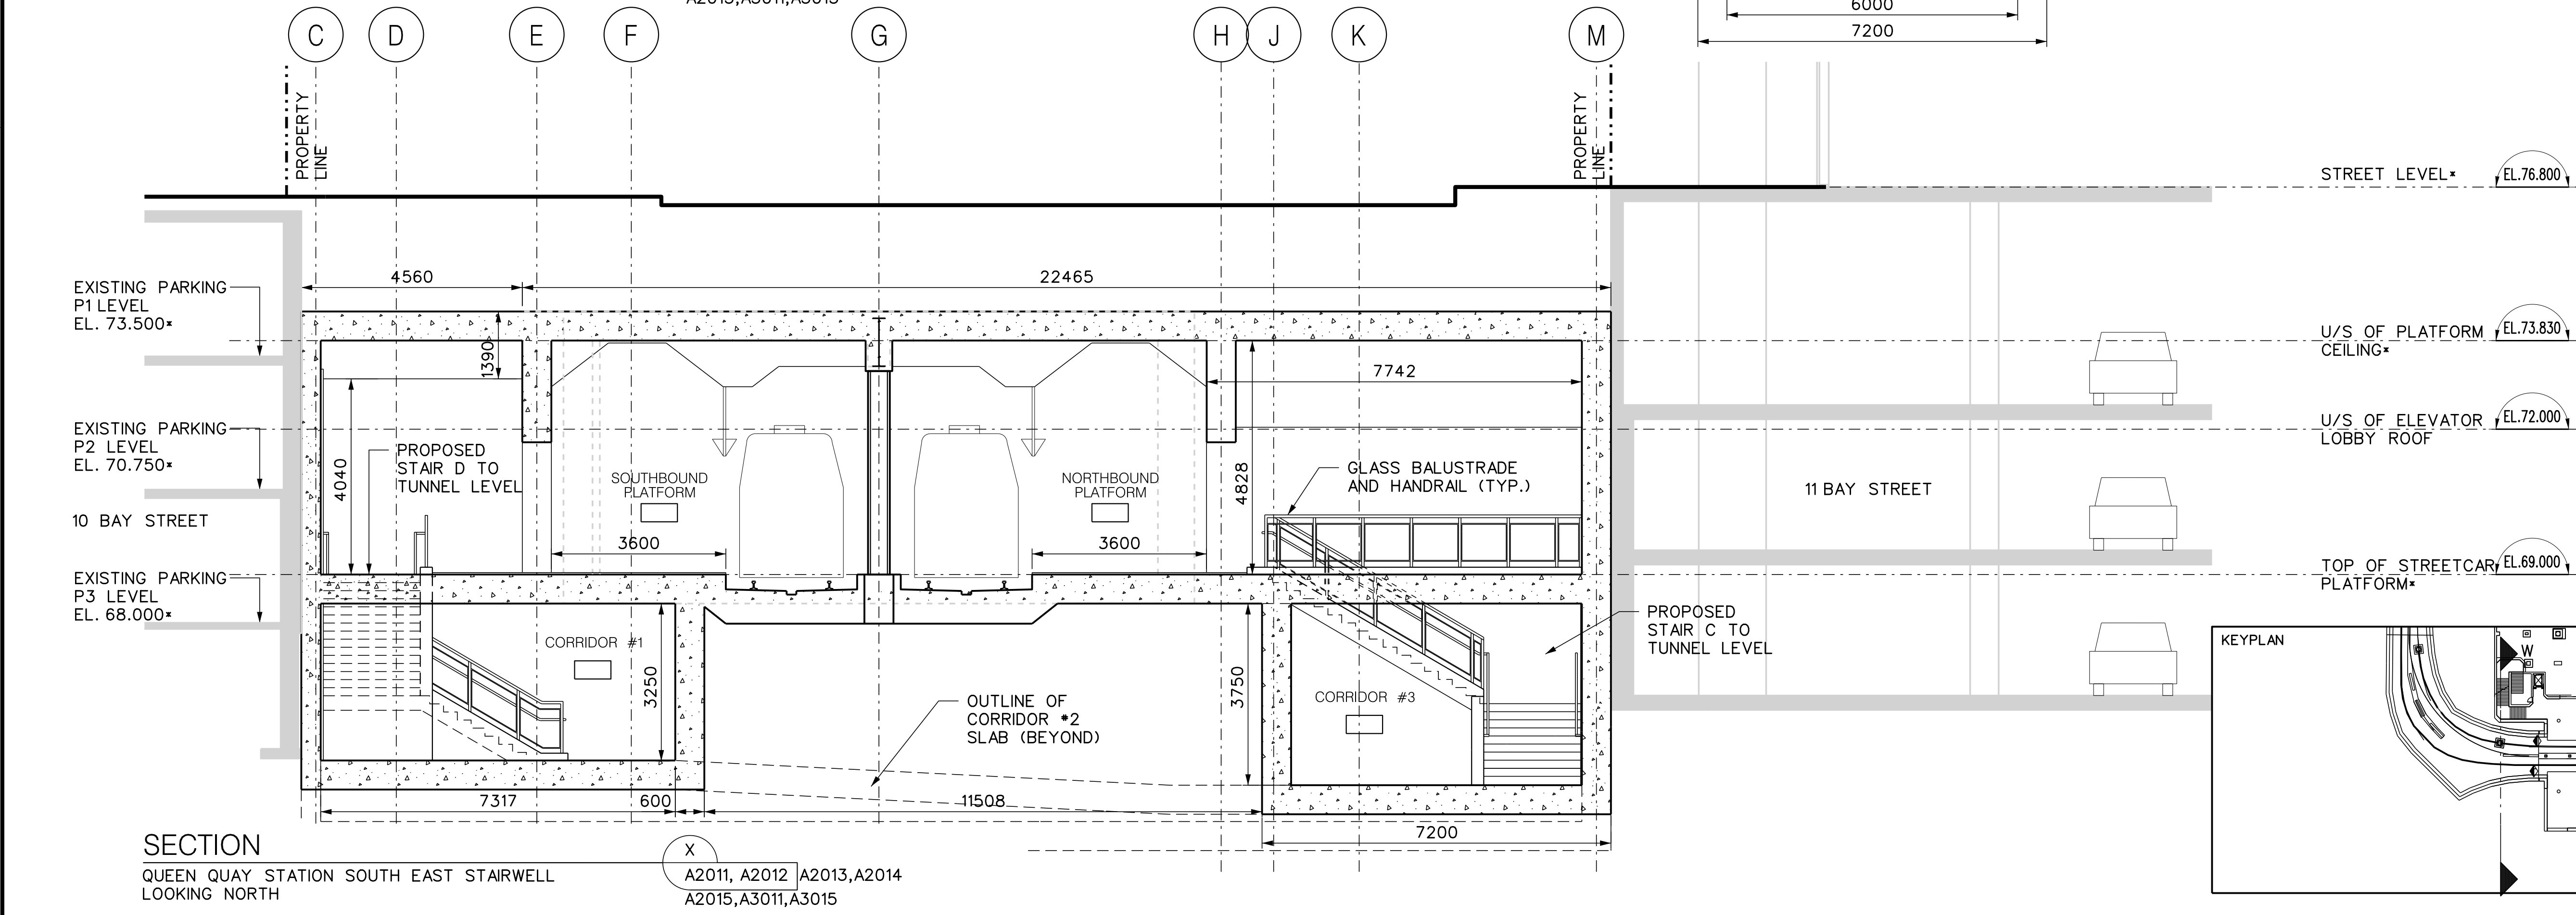 6000
7200
C
D
E
F
G
H
J
K
M
PROPERTY
LINE
PROPERTY
LINE
STREET LEVEL*
EL.76.800
4560
22465
EXISTING PARKING
P1 LEVEL
EL. 73.500*
1390
U/S OF PLATFORM
CEILING*
EL.73.830
7742
EXISTING PARKING
P2 LEVEL
EL. 70.750*
U/S OF ELEVATOR
LOBBY ROOF
EL.72.000
PROPOSED
STAIR D TO
TUNNEL LEVEL
4040
SOUTHBOUND
PLATFORM
NORTHBOUND
PLATFORM
4828
GLASS BALUSTRADE
AND HANDRAIL (TYP.)
11 BAY STREET
10 BAY STREET
3600
3600
EXISTING PARKING
P3 LEVEL
EL. 68.000*
TOP OF STREETCAR
PLATFORM*
EL.69.000
PROPOSED
STAIR C TO
TUNNEL LEVEL
CORRIDOR #1
3250
3750
OUTLINE OF
CORRIDOR *2
SLAB (BEYOND)
CORRIDOR #3
KEYPLAN
W
7317
600
11508
7200
SECTION
X
QUEEN QUAY STATION SOUTH EAST STAIRWELL
LOOKING NORTH
A2011, A2012 A2013,A2014
A2015,A3011,A3015